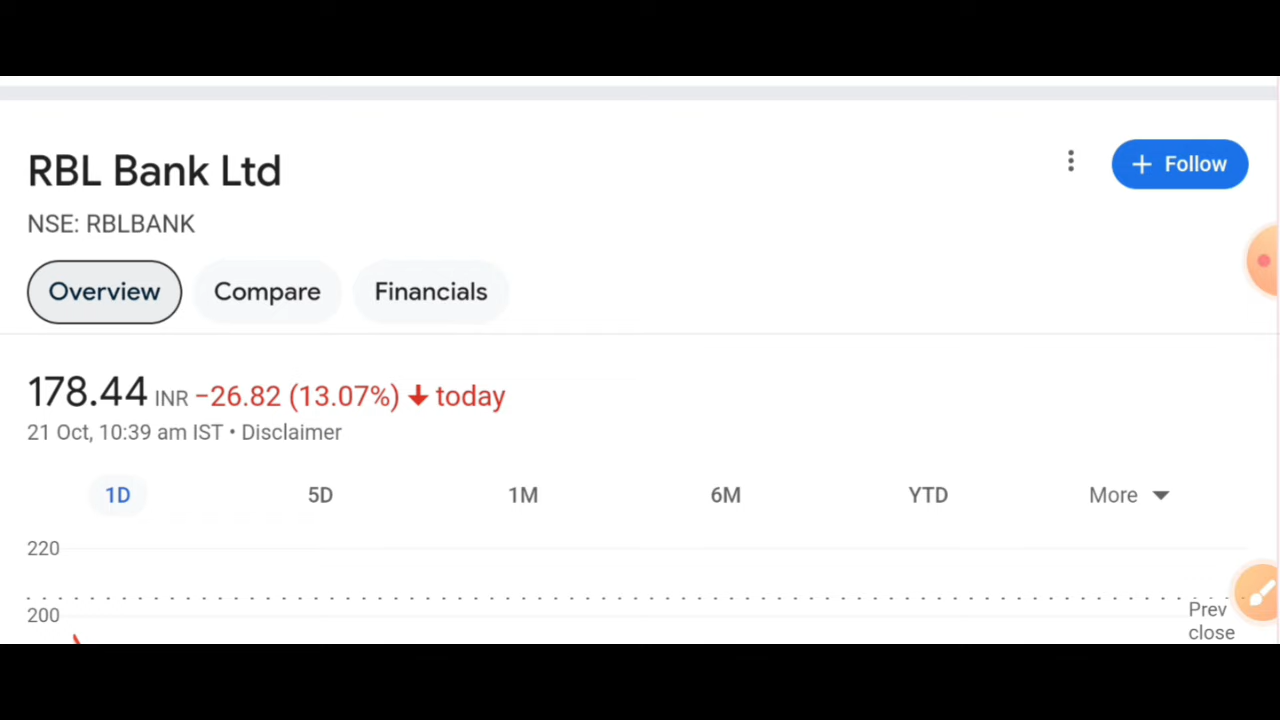 RBL Bank Ltd
+ Follow
NSE: RBLBANK
Overview Compare Financials
178.44 INR −26.82 (13.07%) ↓ today
21 Oct, 10:39 am IST • Disclaimer
1D 5D 1M 6M YTD More
220
200
Prev
close